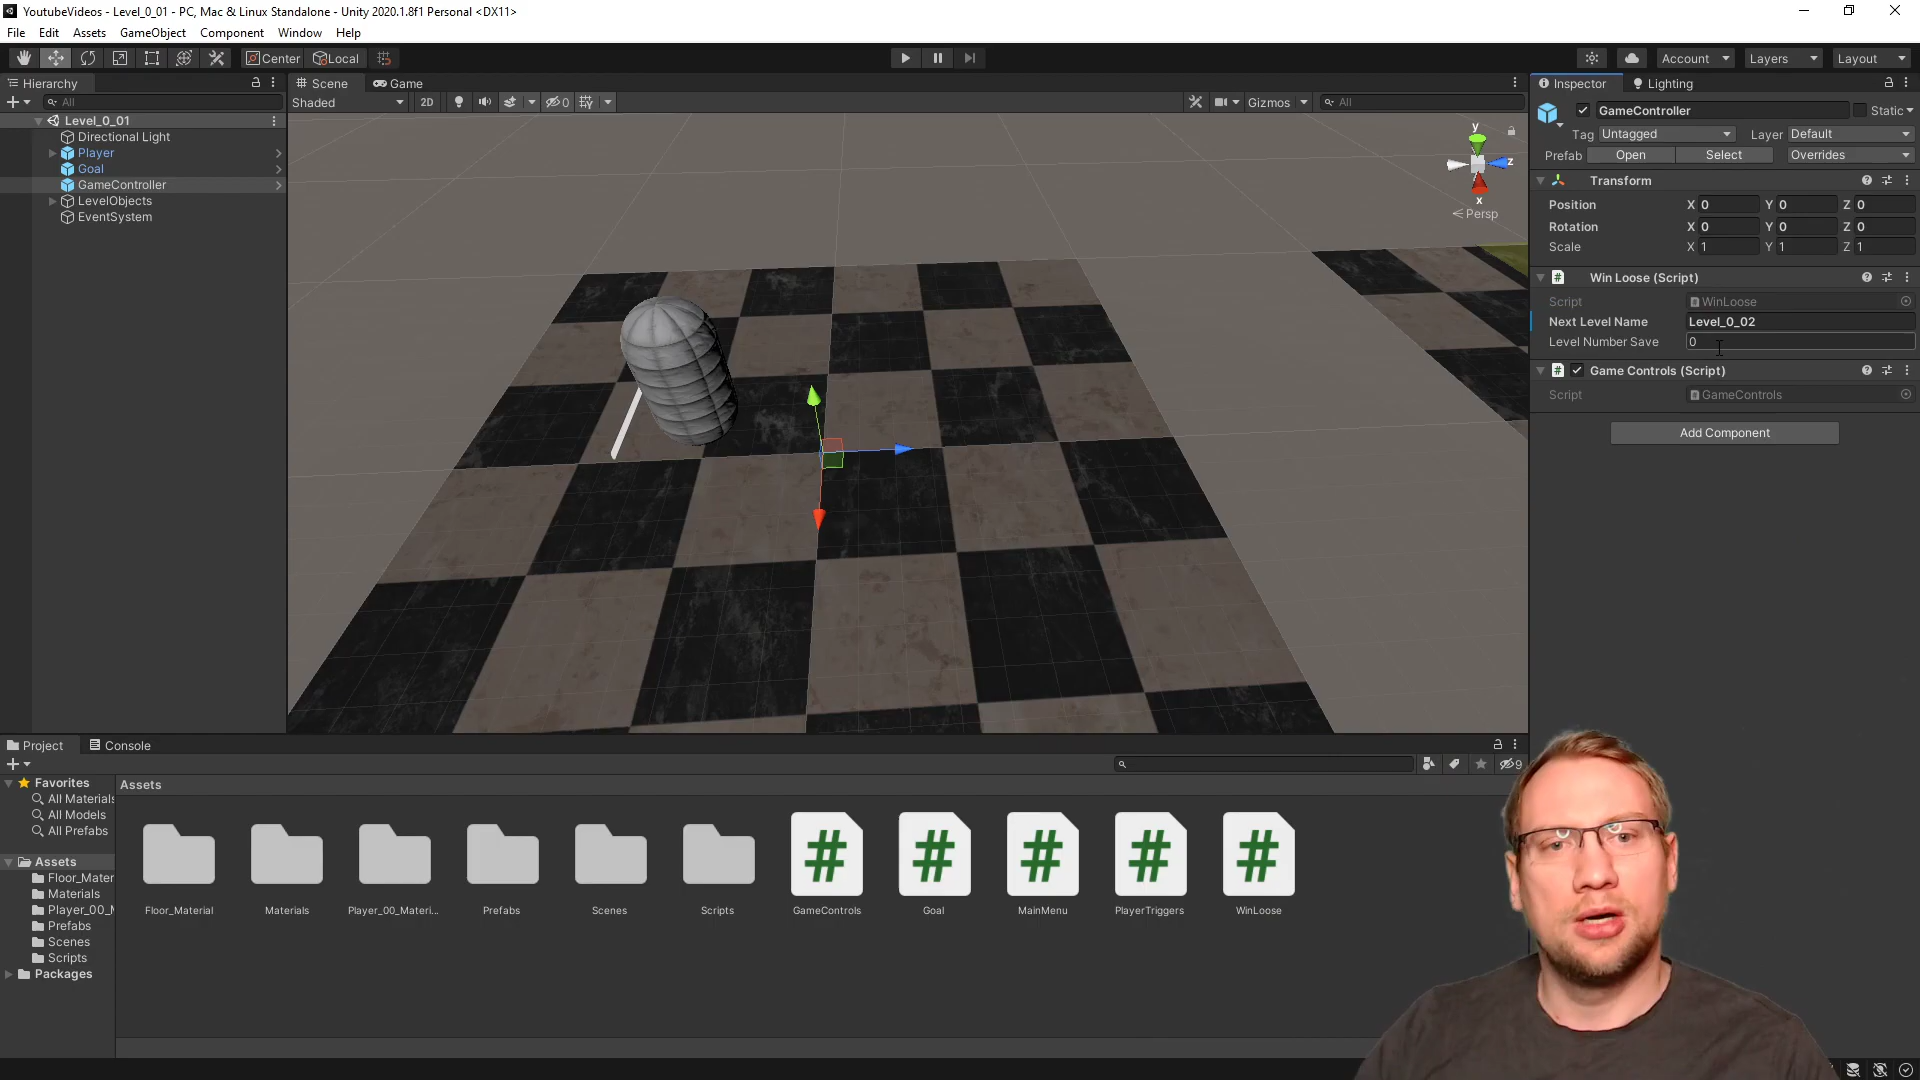 YoutubeVideos - Level_0_01 - PC, Mac & Linux Standalone - Unity 2020.1.8f1 Personal <DX11>
File Edit Assets GameObject Component Window Help
Center Local Account Layers Layout
Hierarchy
All
Level_0_01
Directional Light
Player
Goal
GameController
LevelObjects
EventSystem
Scene Game
Shaded 2D 0 Gizmos All
y
z
x
Persp
Inspector Lighting
GameController Static
Tag Untagged Layer Default
Prefab Open Select Overrides
Transform
Position X 0 Y 0 Z 0
Rotation X 0 Y 0 Z 0
Scale X 1 Y 1 Z 1
# Win Loose (Script)
Script WinLoose
Next Level Name Level_0_02
Level Number Save 0
# Game Controls (Script)
Script GameControls
Add Component
Project Console
9
Favorites
All Materials
All Models
All Prefabs
Assets
Floor_Mater
Materials
Player_00_M
Prefabs
Scenes
Scripts
Packages
Assets
# # # # #
Floor_Material Materials Player_00_Materi... Prefabs Scenes Scripts GameControls Goal MainMenu PlayerTriggers WinLoose